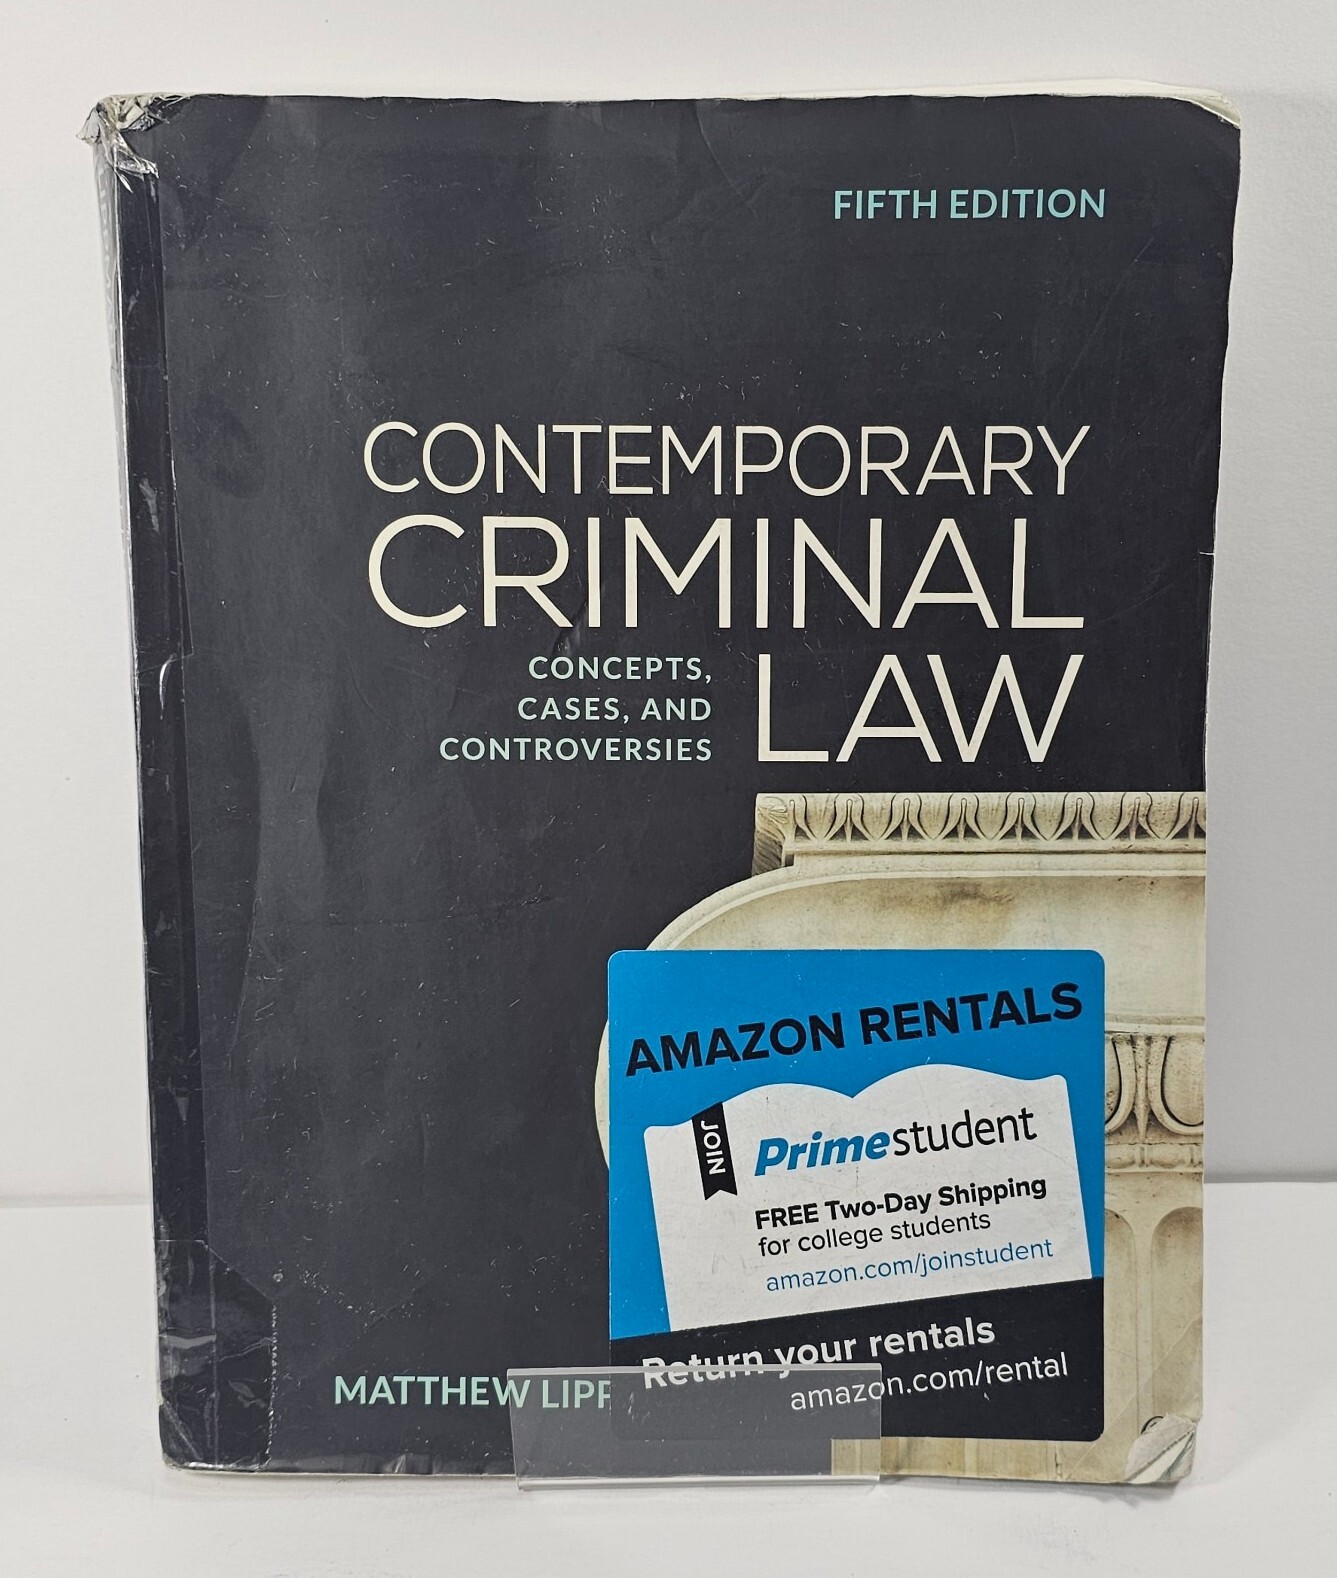 FIFTH EDITION
CONTEMPORARY
CRIMINAL
LAW
CONCEPTS,
CASES, AND
CONTROVERSIES
AMAZON RENTALS
JOIN
Primestudent
FREE Two-Day Shipping
for college students
amazon.com/joinstudent
Return your rentals
amazon.com/rental
MATTHEW LIPP